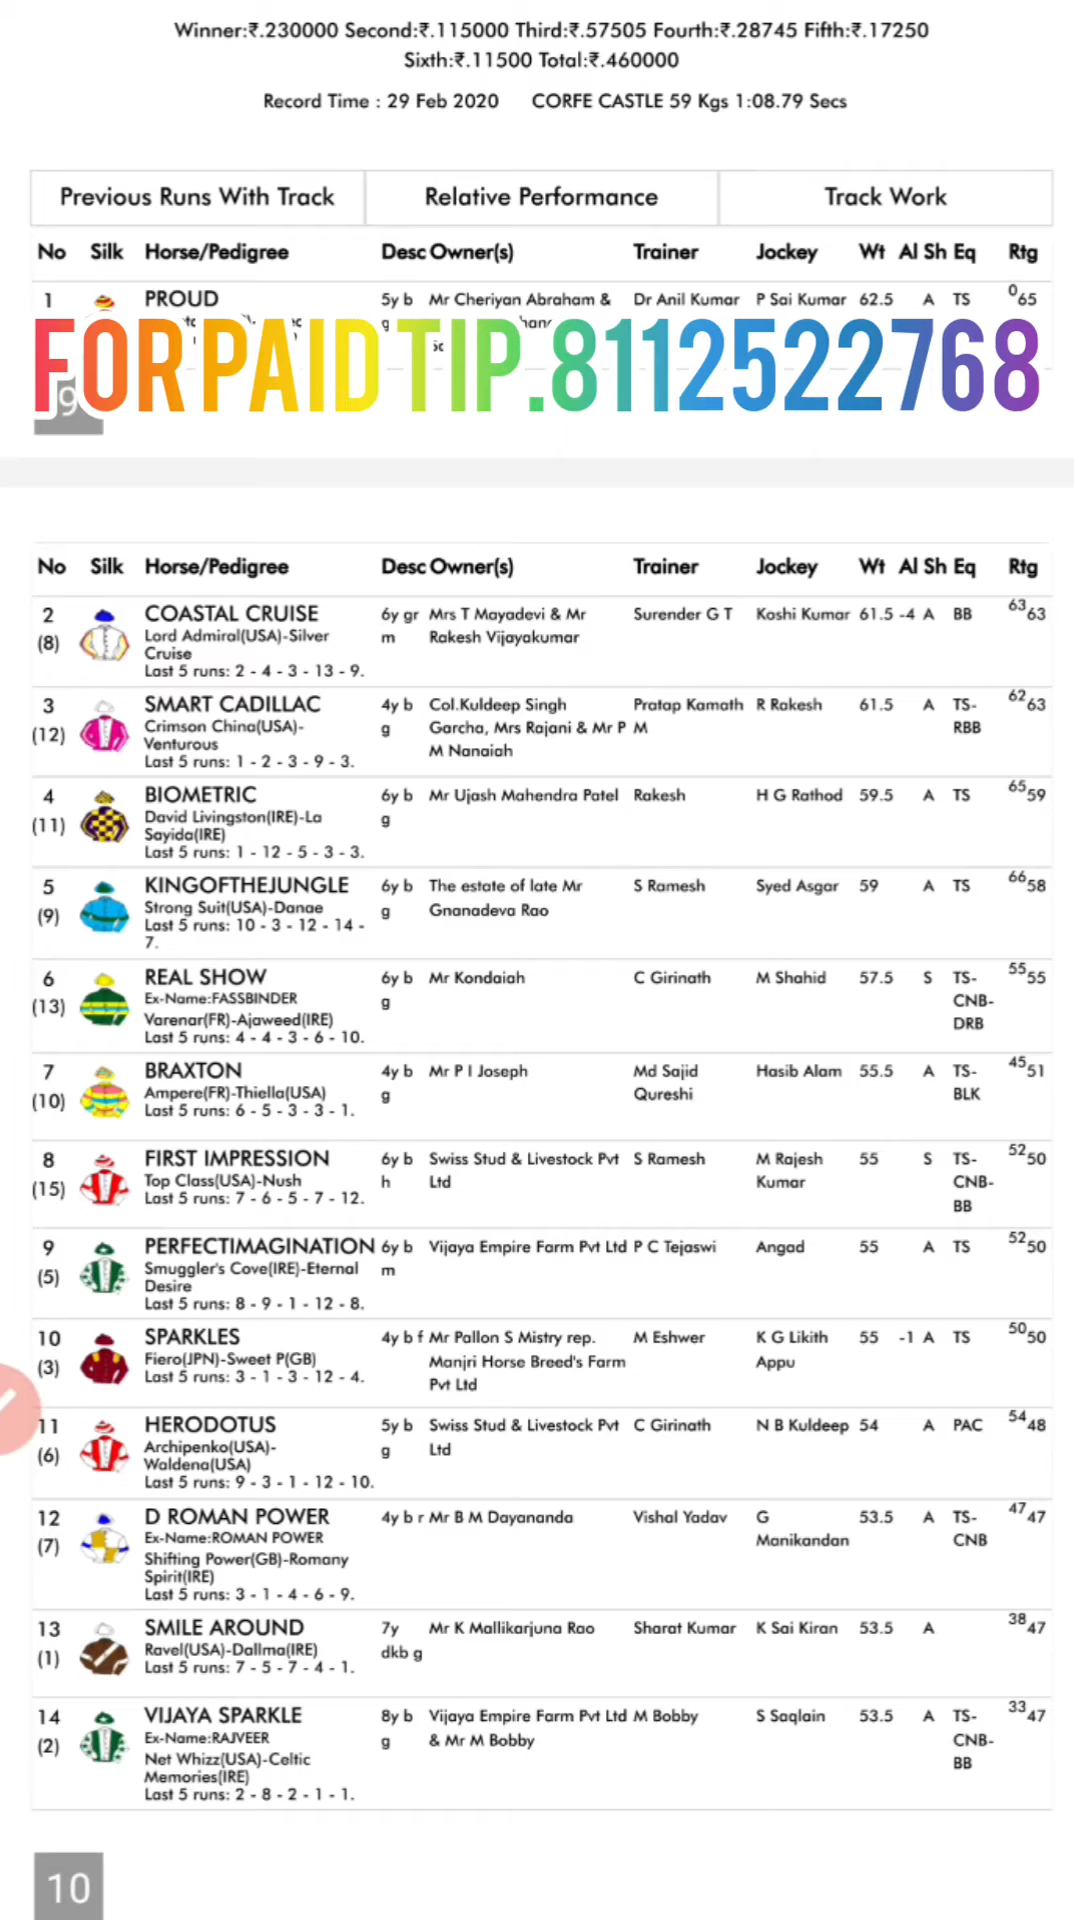 Winner:₹.230000 Second:₹.115000 Third:₹.57505 Fourth:₹.28745 Fifth:₹.17250
Sixth:₹.11500 Total:₹.460000
Record Time : 29 Feb 2020 CORFE CASTLE 59 Kgs 1:08.79 Secs
Previous Runs With Track Relative Performance Track Work
No Silk Horse/Pedigree Desc Owner(s) Trainer Jockey Wt Al Sh Eq Rtg
1 PROUD 5y b Mr Cheriyan Abraham & Dr Anil Kumar P Sai Kumar 62.5 A TS 0 65
FOR PAID TIP.8112522768
9
No Silk Horse/Pedigree Desc Owner(s) Trainer Jockey Wt Al Sh Eq Rtg
2 COASTAL CRUISE 6y gr Mrs T Mayadevi & Mr Surender G T Koshi Kumar 61.5 -4 A BB 63 63
(8) Lord Admiral(USA)-Silver m Rakesh Vijayakumar
Cruise
Last 5 runs: 2 - 4 - 3 - 13 - 9.
3 SMART CADILLAC 4y b Col.Kuldeep Singh Pratap Kamath R Rakesh 61.5 A TS- 62 63
(12) Crimson China(USA)- g Garcha, Mrs Rajani & Mr P M RBB
Venturous M Nanaiah
Last 5 runs: 1 - 2 - 3 - 9 - 3.
4 BIOMETRIC 6y b Mr Ujash Mahendra Patel Rakesh H G Rathod 59.5 A TS 65 59
(11) David Livingston(IRE)-La g
Sayida(IRE)
Last 5 runs: 1 - 12 - 5 - 3 - 3.
5 KINGOFTHEJUNGLE 6y b The estate of late Mr S Ramesh Syed Asgar 59 A TS 66 58
(9) Strong Suit(USA)-Danae g Gnanadeva Rao
Last 5 runs: 10 - 3 - 12 - 14 -
7.
6 REAL SHOW 6y b Mr Kondaiah C Girinath M Shahid 57.5 S TS- 55 55
(13) Ex-Name:FASSBINDER g CNB-
Varenar(FR)-Ajaweed(IRE) DRB
Last 5 runs: 4 - 4 - 3 - 6 - 10.
7 BRAXTON 4y b Mr P I Joseph Md Sajid Hasib Alam 55.5 A TS- 45 51
(10) Ampere(FR)-Thiella(USA) g Qureshi BLK
Last 5 runs: 6 - 5 - 3 - 3 - 1.
8 FIRST IMPRESSION 6y b Swiss Stud & Livestock Pvt S Ramesh M Rajesh 55 S TS- 52 50
(15) Top Class(USA)-Nush h Ltd Kumar CNB-
Last 5 runs: 7 - 6 - 5 - 7 - 12. BB
9 PERFECTIMAGINATION 6y b Vijaya Empire Farm Pvt Ltd P C Tejaswi Angad 55 A TS 52 50
(5) Smuggler's Cove(IRE)-Eternal m
Desire
Last 5 runs: 8 - 9 - 1 - 12 - 8.
10 SPARKLES 4y b f Mr Pallon S Mistry rep. M Eshwer K G Likith 55 -1 A TS 50 50
(3) Fiero(JPN)-Sweet P(GB) Manjri Horse Breed's Farm Appu
Last 5 runs: 3 - 1 - 3 - 12 - 4. Pvt Ltd
11 HERODOTUS 5y b Swiss Stud & Livestock Pvt C Girinath N B Kuldeep 54 A PAC 54 48
(6) Archipenko(USA)- g Ltd
Waldena(USA)
Last 5 runs: 9 - 3 - 1 - 12 - 10.
12 D ROMAN POWER 4y b r Mr B M Dayananda Vishal Yadav G 53.5 A TS- 47 47
(7) Ex-Name:ROMAN POWER Manikandan CNB
Shifting Power(GB)-Romany
Spirit(IRE)
Last 5 runs: 3 - 1 - 4 - 6 - 9.
13 SMILE AROUND 7y Mr K Mallikarjuna Rao Sharat Kumar K Sai Kiran 53.5 A 38 47
(1) Ravel(USA)-Dallma(IRE) dkb g
Last 5 runs: 7 - 5 - 7 - 4 - 1.
14 VIJAYA SPARKLE 8y b Vijaya Empire Farm Pvt Ltd M Bobby S Saqlain 53.5 A TS- 33 47
(2) Ex-Name:RAJVEER g & Mr M Bobby CNB-
Net Whizz(USA)-Celtic BB
Memories(IRE)
Last 5 runs: 2 - 8 - 2 - 1 - 1.
10